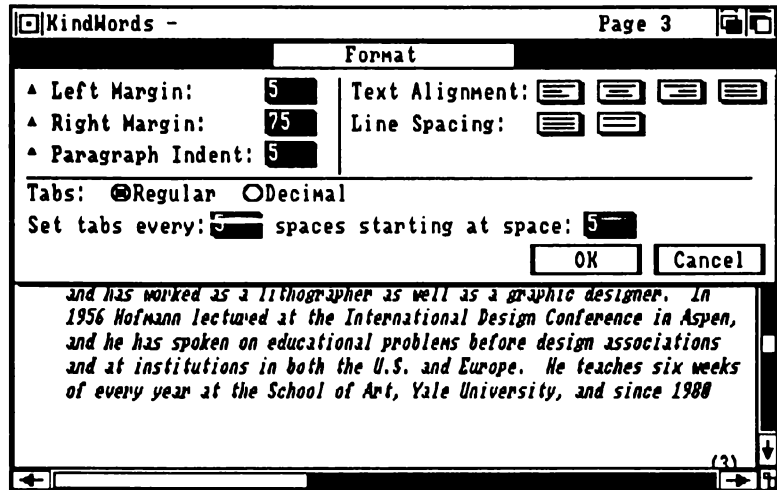 KindWords -
Page 3
Format
Left Margin: 5
Text Alignment:
Right Margin: 75
Line Spacing:
Paragraph Indent: 5
Tabs: Regular Decimal
Set tabs every: 5 spaces starting at space: 5
OK Cancel
and has worked as a lithographer as well as a graphic designer. In
1956 Hofmann lectured at the International Design Conference in Aspen,
and he has spoken on educational problems before design associations
and at institutions in both the U.S. and Europe. He teaches six weeks
of every year at the School of Art, Yale University, and since 1980
(3)